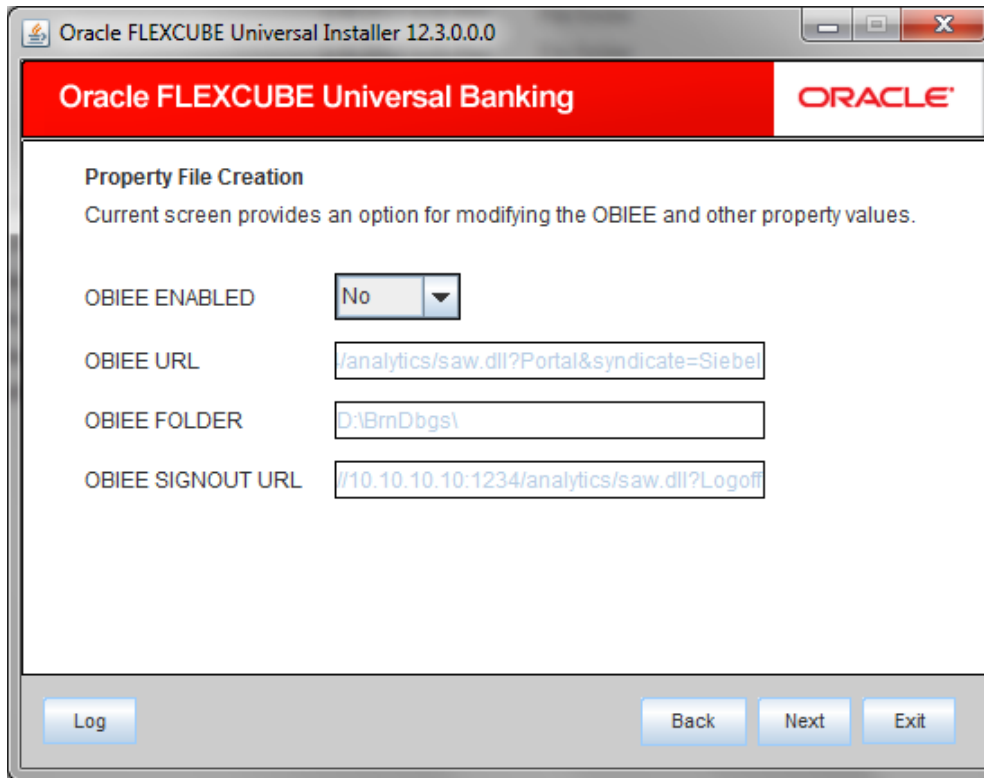 Oracle FLEXCUBE Universal Installer 12.3.0.0.0
Oracle FLEXCUBE Universal Banking
ORACLE
Property File Creation
Current screen provides an option for modifying the OBIEE and other property values.
OBIEE ENABLED No
OBIEE URL /analytics/saw.dll?Portal&syndicate=Siebel
OBIEE FOLDER D:\BrnDbgs\
OBIEE SIGNOUT URL //10.10.10.10:1234/analytics/saw.dll?Logoff
Log Back Next Exit